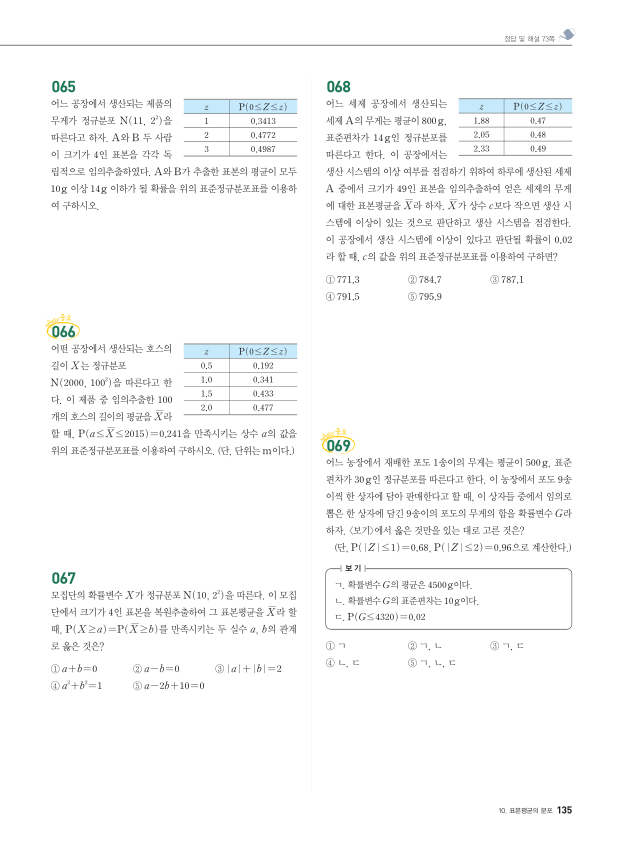 정답 및 해설 73쪽
065
어느 공장에서 생산되는 제품의
무게가 정규분포 N(11, 2²)을
따른다고 하자. A와 B 두 사람
이 크기가 4인 표본을 각각 독
립적으로 임의추출하였다. A와 B가 추출한 표본의 평균이 모두
10g 이상 14g 이하가 될 확률을 위의 표준정규분포표를 이용하
여 구하시오.
z P(0≤Z≤z)
1 0.3413
2 0.4772
3 0.4987
066
어떤 공장에서 생산되는 호스의
길이 X는 정규분포
N(2000, 100²)을 따른다고 한
다. 이 제품 중 임의추출한 100
개의 호스의 길이의 평균을 X̄라
할 때, P(a≤X̄≤2015)=0.241을 만족시키는 상수 a의 값을
위의 표준정규분포표를 이용하여 구하시오. (단, 단위는 m이다.)
z P(0≤Z≤z)
0.5 0.192
1.0 0.341
1.5 0.433
2.0 0.477
067
모집단의 확률변수 X가 정규분포 N(10, 2²)을 따른다. 이 모집
단에서 크기가 4인 표본을 복원추출하여 그 표본평균을 X̄라 할
때, P(X≥a)=P(X̄≥b)를 만족시키는 두 실수 a, b의 관계
로 옳은 것은?
① a+b=0 ② a-b=0 ③ |a|+|b|=2
④ a²+b²=1 ⑤ a-2b+10=0
068
어느 세제 공장에서 생산되는
세제 A의 무게는 평균이 800g,
표준편차가 14g인 정규분포를
따른다고 한다. 이 공장에서는
생산 시스템의 이상 여부를 점검하기 위하여 하루에 생산된 세제
A 중에서 크기가 49인 표본을 임의추출하여 얻은 세제의 무게
에 대한 표본평균을 X̄라 하자. X̄가 상수 c보다 작으면 생산 시
스템에 이상이 있는 것으로 판단하고 생산 시스템을 점검한다.
이 공장에서 생산 시스템에 이상이 있다고 판단될 확률이 0.02
라 할 때, c의 값을 위의 표준정규분포표를 이용하여 구하면?
z P(0≤Z≤z)
1.88 0.47
2.05 0.48
2.33 0.49
① 771.3 ② 784.7 ③ 787.1
④ 791.5 ⑤ 795.9
069
어느 농장에서 재배한 포도 1송이의 무게는 평균이 500g, 표준
편차가 30g인 정규분포를 따른다고 한다. 이 농장에서 포도 9송
이씩 한 상자에 담아 판매한다고 할 때, 이 상자들 중에서 임의로
뽑은 한 상자에 담긴 9송이의 포도의 무게의 합을 확률변수 G라
하자. 〈보기〉에서 옳은 것만을 있는 대로 고른 것은?
(단, P(|Z|≤1)=0.68, P(|Z|≤2)=0.96으로 계산한다.)
보기
ㄱ. 확률변수 G의 평균은 4500g이다.
ㄴ. 확률변수 G의 표준편차는 10g이다.
ㄷ. P(G≤4320)=0.02
① ㄱ ② ㄱ, ㄴ ③ ㄱ, ㄷ
④ ㄴ, ㄷ ⑤ ㄱ, ㄴ, ㄷ
10. 표본평균의 분포 135